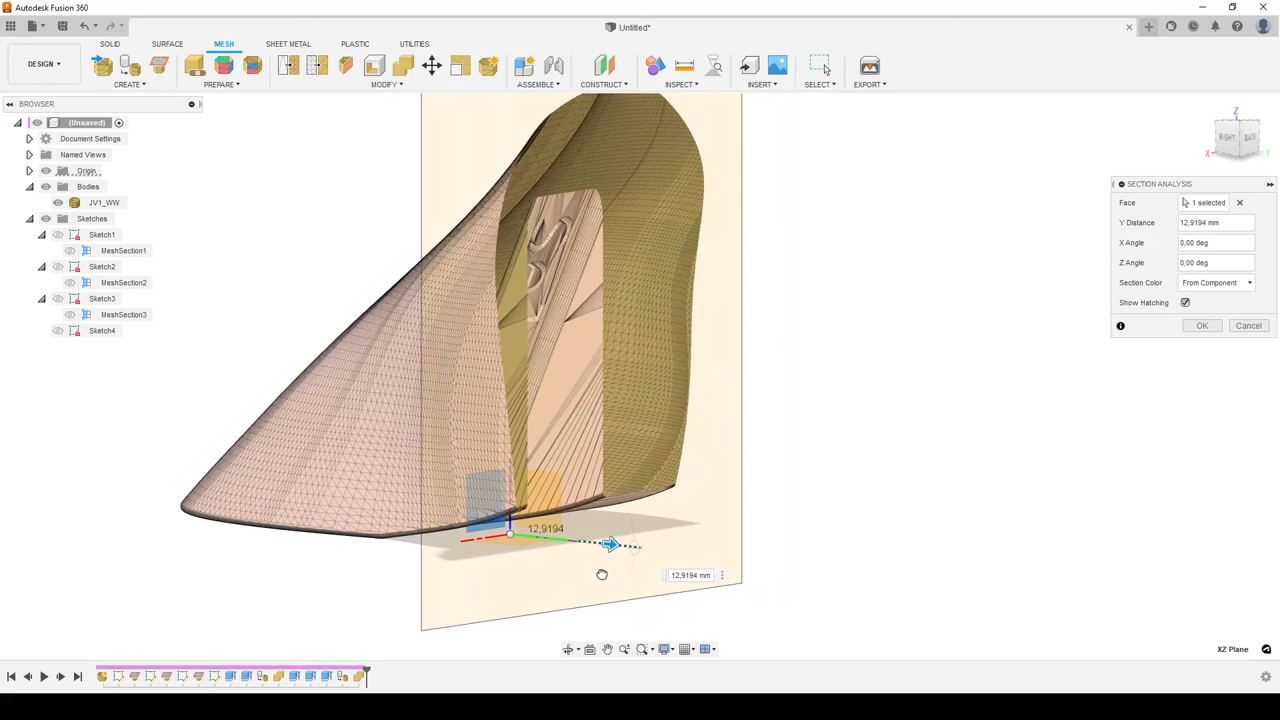 Autodesk Fusion 360
Untitled*
DESIGN
SOLID
SURFACE
MESH
SHEET METAL
PLASTIC
UTILITIES
CREATE
PREPARE
MODIFY
ASSEMBLE
CONSTRUCT
INSPECT
INSERT
SELECT
EXPORT
BROWSER
(Unsaved)
Document Settings
Named Views
Origin
Bodies
JV1_WW
Sketches
Sketch1
MeshSection1
Sketch2
MeshSection2
Sketch3
MeshSection3
Sketch4
Z
RIGHT
BACK
X
Y
SECTION ANALYSIS
Face 1 selected
Y Distance 12,9194 mm
X Angle 0,00 deg
Z Angle 0,00 deg
Section Color From Component
Show Hatching
OK Cancel
12,9194
12,9194 mm
XZ Plane